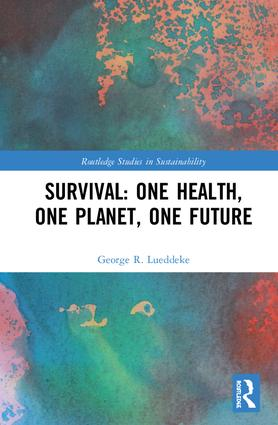 Routledge Studies in Sustainability
SURVIVAL: ONE HEALTH,
ONE PLANET, ONE FUTURE
George R. Lueddeke
ROUTLEDGE